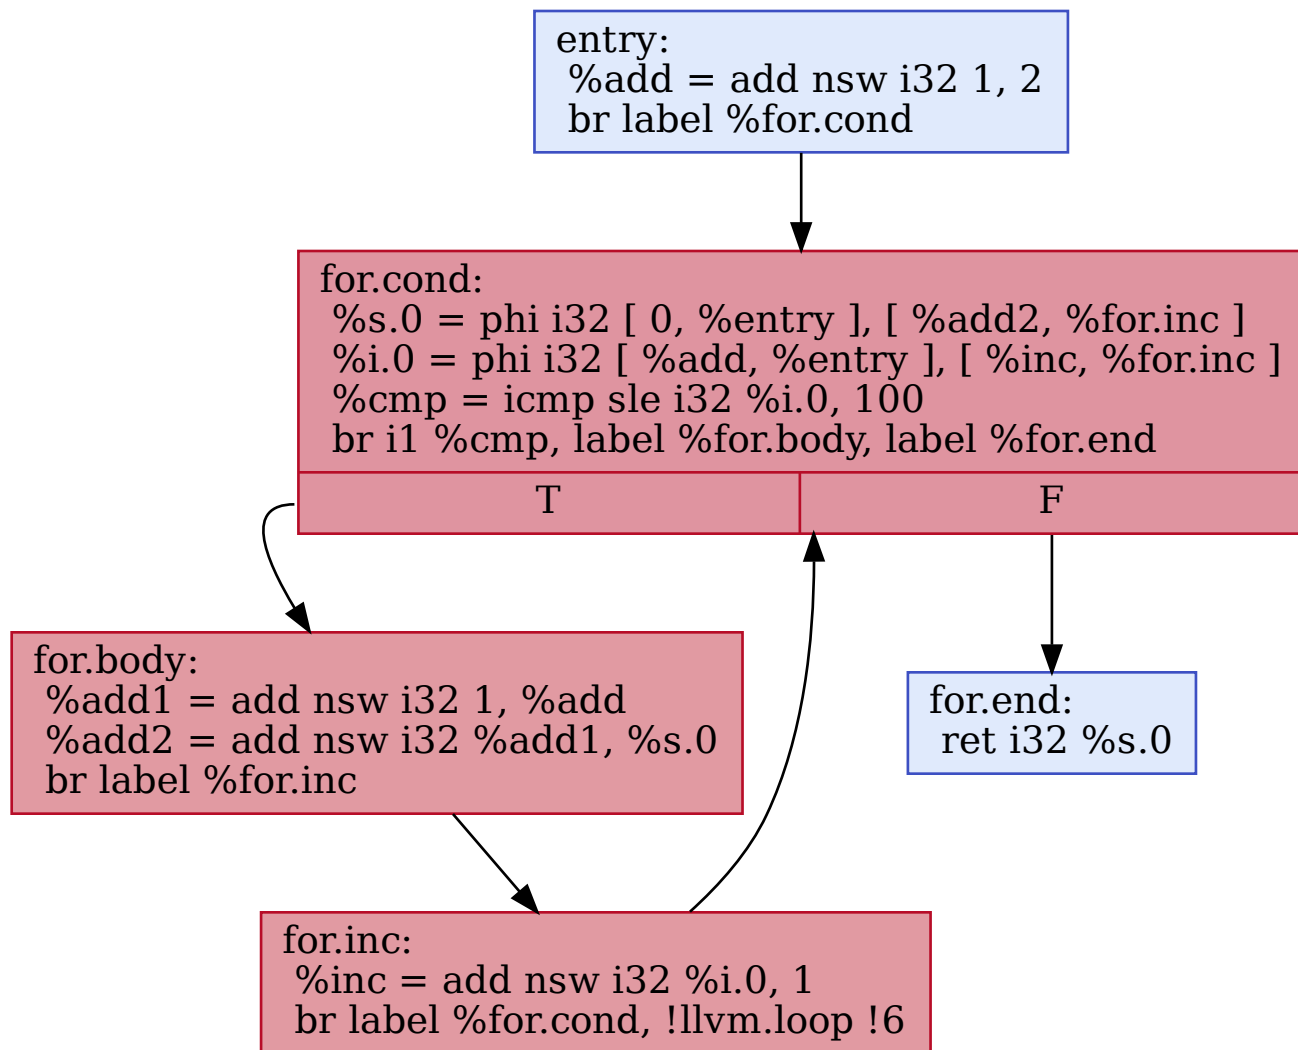 entry:
%add = add nsw i32 1, 2
br label %for.cond
for.cond:
%s.0 = phi i32 [ 0, %entry ], [ %add2, %for.inc ]
%i.0 = phi i32 [ %add, %entry ], [ %inc, %for.inc ]
%cmp = icmp sle i32 %i.0, 100
br i1 %cmp, label %for.body, label %for.end
T
F
for.body:
%add1 = add nsw i32 1, %add
%add2 = add nsw i32 %add1, %s.0
br label %for.inc
for.end:
ret i32 %s.0
for.inc:
%inc = add nsw i32 %i.0, 1
br label %for.cond, !llvm.loop !6